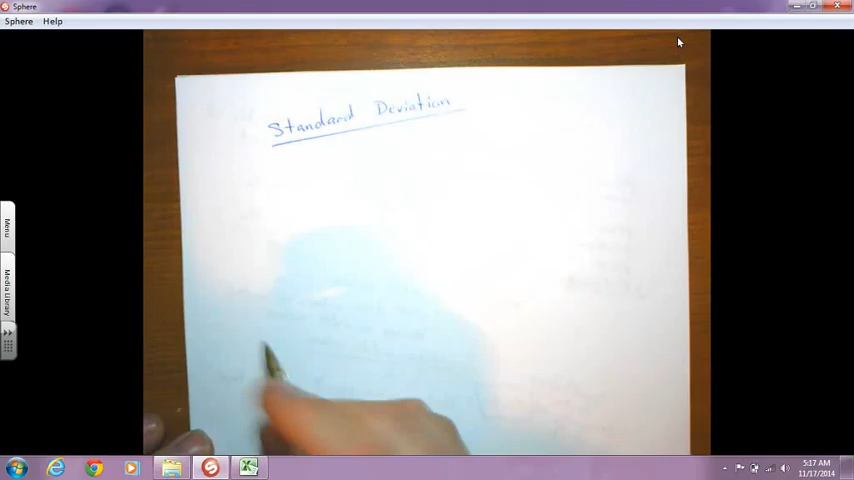 Sphere
Sphere Help
Standard Deviation
Menu
Media Library
5:17 AM
11/17/2014